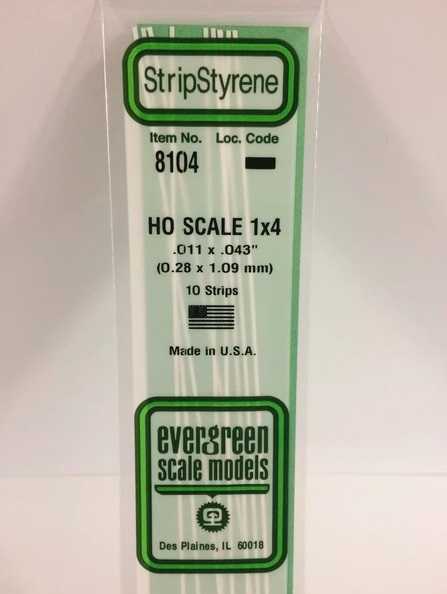 StripStyrene
Item No. Loc. Code
8104
HO SCALE 1x4
.011 x .043"
(0.28 x 1.09 mm)
10 Strips
Made in U.S.A.
evergreen
scale models
Des Plaines, IL 60018